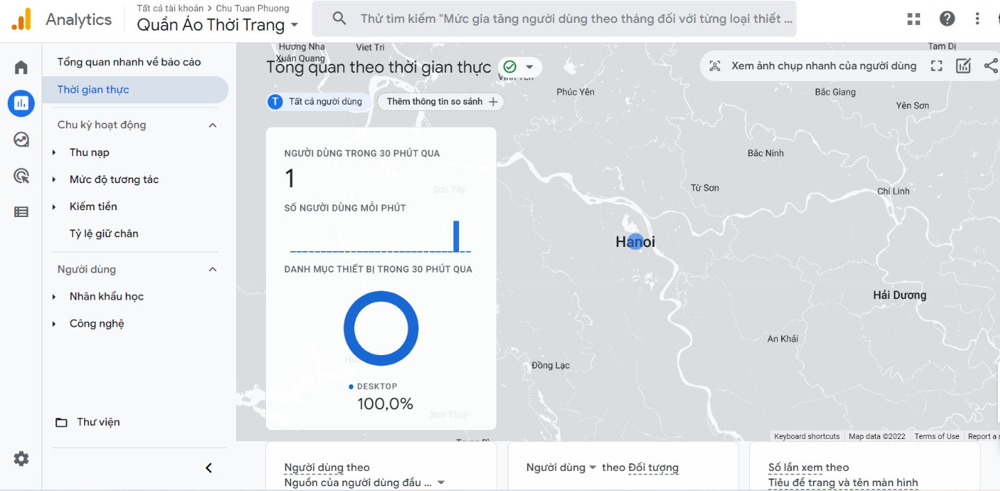 Analytics
Tất cả tài khoản > Chu Tuan Phuong
Quần Áo Thời Trang
Thử tìm kiếm "Mức gia tăng người dùng theo tháng đối với từng loại thiết ...
Tổng quan nhanh về báo cáo
Thời gian thực
Chu kỳ hoạt động
Thu nạp
Mức độ tương tác
Kiếm tiền
Tỷ lệ giữ chân
Người dùng
Nhân khẩu học
Công nghệ
Thư viện
Hương Nha
Xuân Quang
Viet Tri
Tam Dị
Tổng quan theo thời gian thực
Xem ảnh chụp nhanh của người dùng
Vĩnh Yên
Phúc Yên
Bắc Giang
Yên Sơn
T Tất cả người dùng
Thêm thông tin so sánh +
NGƯỜI DÙNG TRONG 30 PHÚT QUA
1
Sơn Tây
SỐ NGƯỜI DÙNG MỖI PHÚT
DANH MỤC THIẾT BỊ TRONG 30 PHÚT QUA
DESKTOP
100,0%
Sơn Thủy
Bắc Ninh
Từ Sơn
Chí Linh
Hanoi
Hải Dương
An Khải
Đồng Lạc
Keyboard shortcuts
Map data ©2022
Terms of Use
Report a
Người dùng theo
Nguồn của người dùng đầu ...
Người dùng theo Đối tượng
Số lần xem theo
Tiêu đề trang và tên màn hình